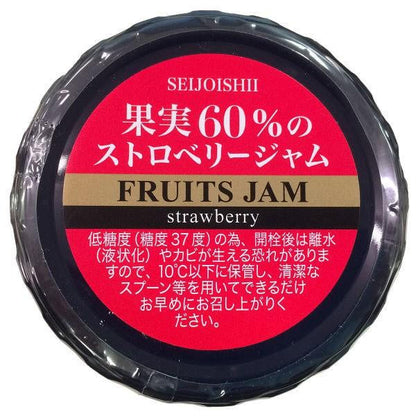 SEIJOISHII
果実60%の
ストロベリージャム
FRUITS JAM
strawberry
低糖度(糖度37度)の為、開栓後は離水
(液状化)やカビが生える恐れがありま
すので、10℃以下に保管し、清潔な
スプーン等を用いてできるだけ
お早めにお召し上がりく
ださい。